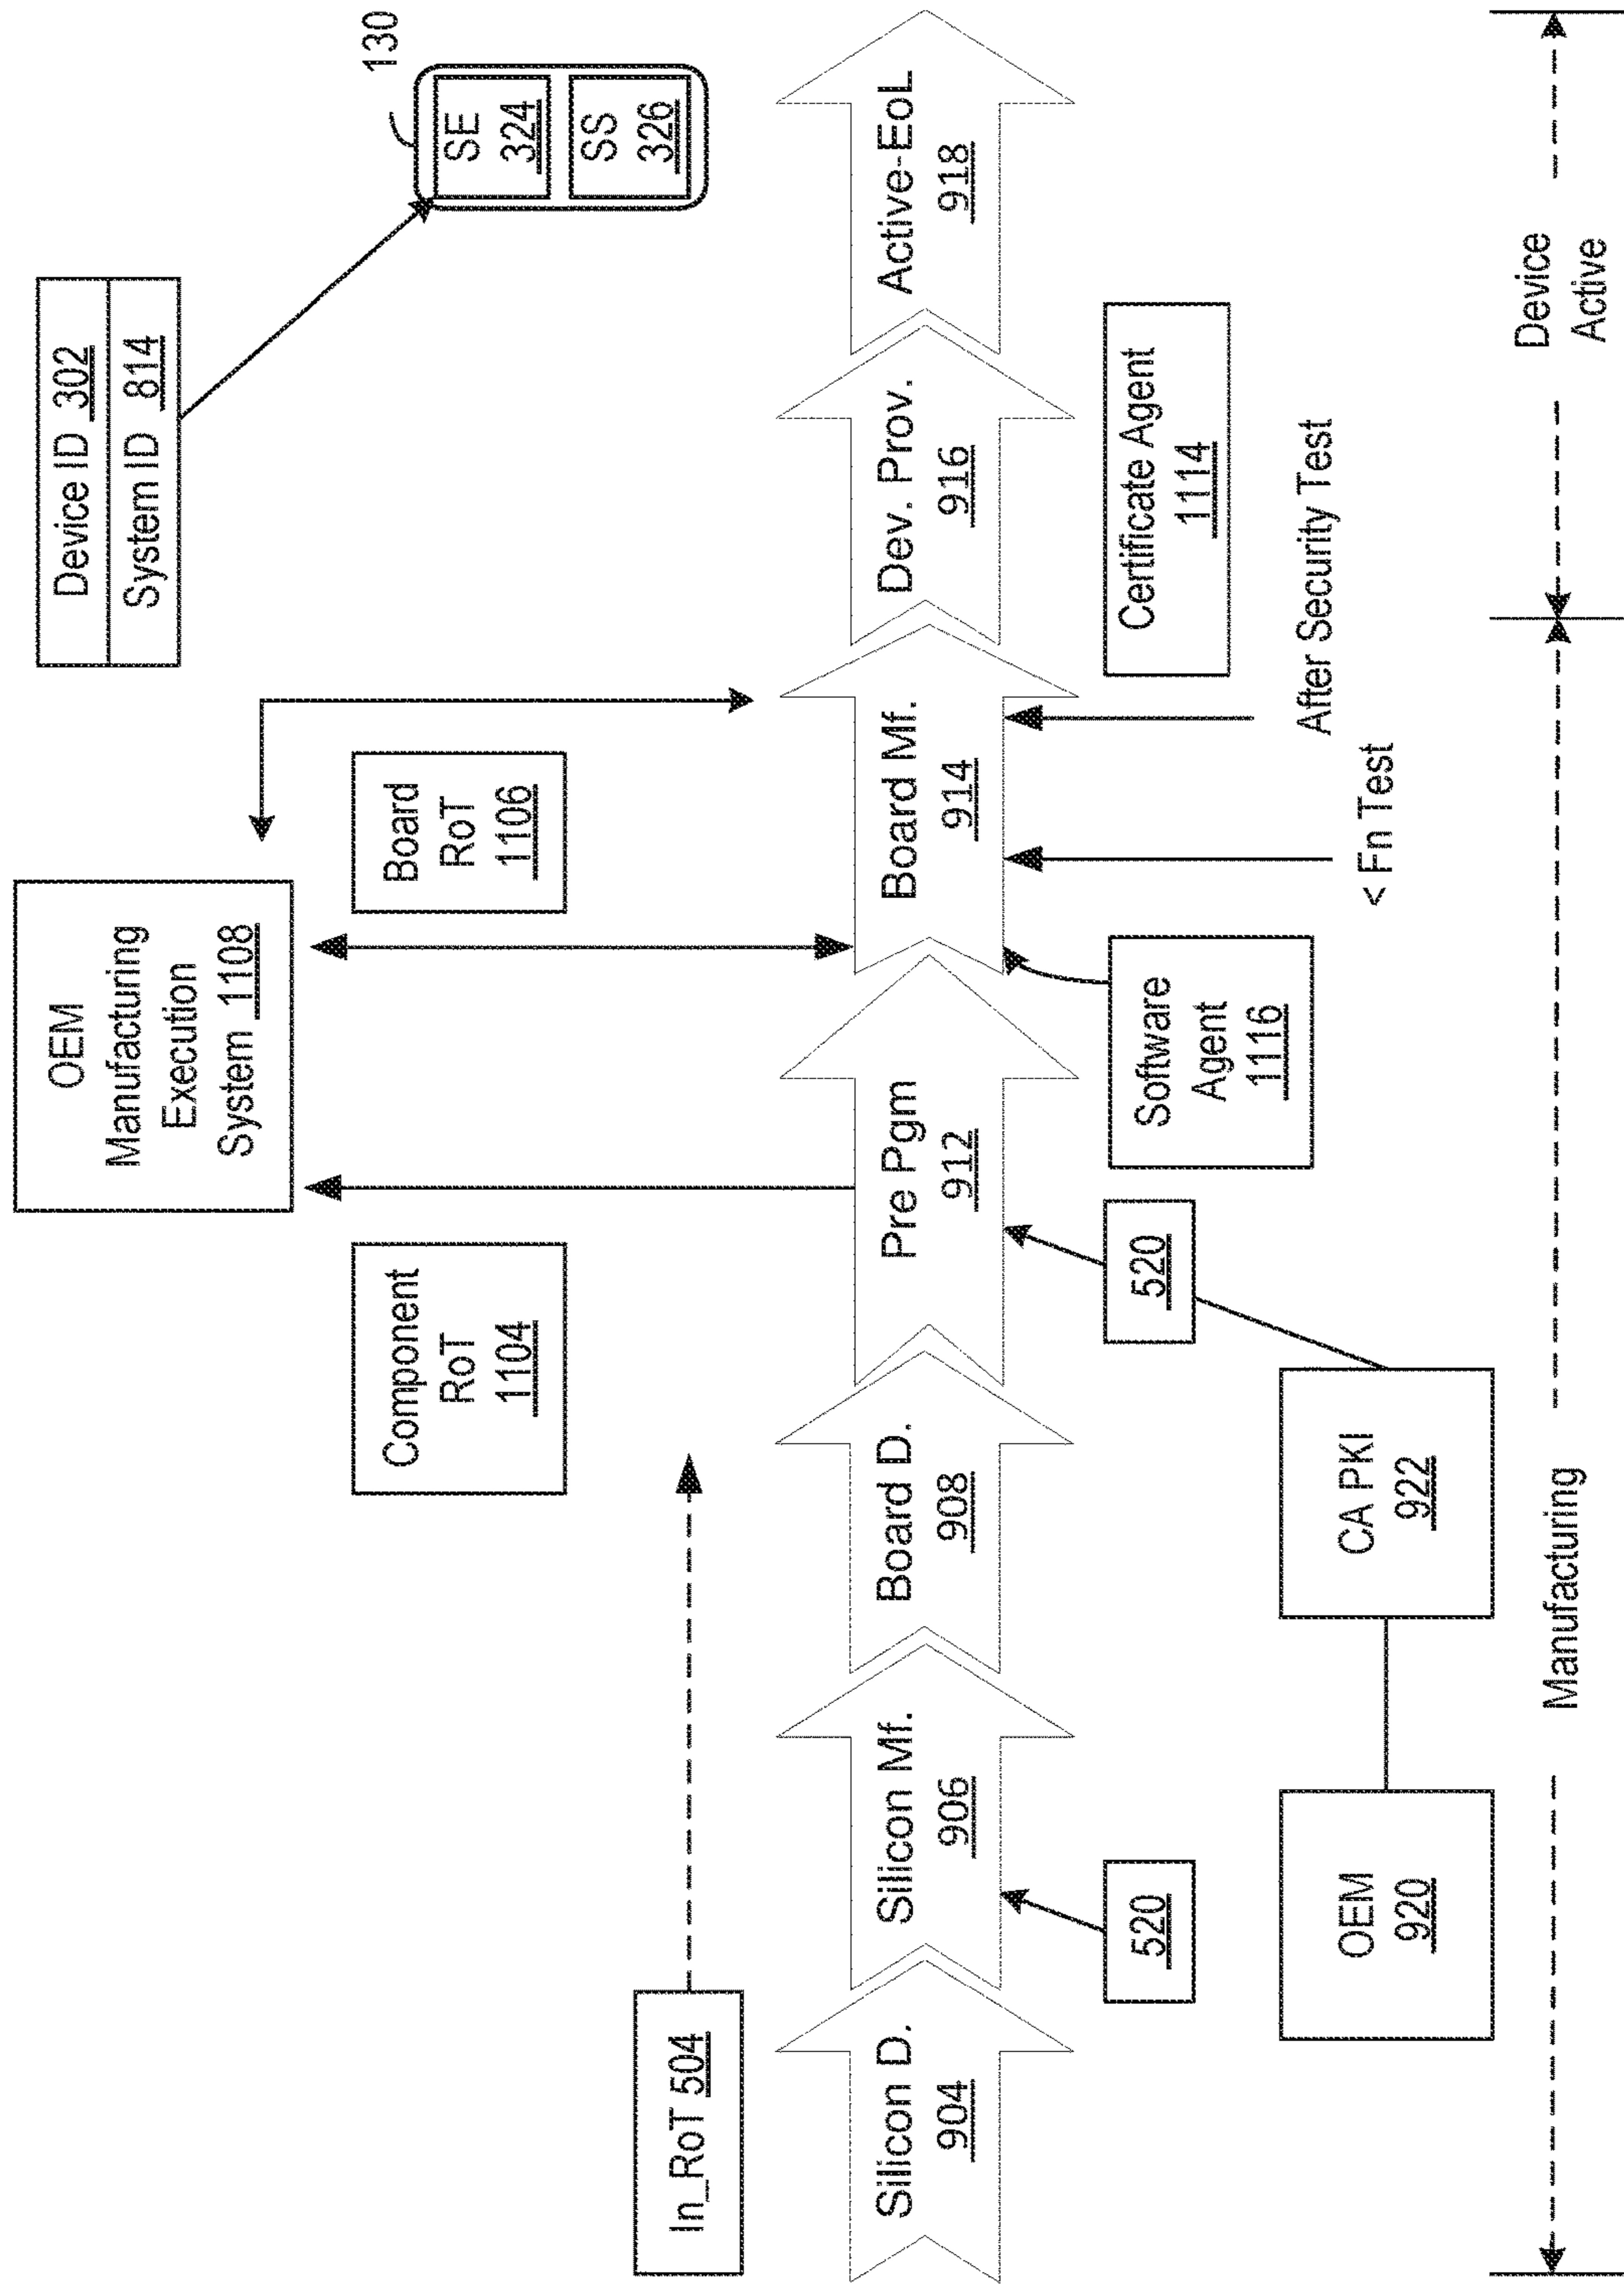 OEM
Manufacturing
Execution
System 1108
Device ID 302
System ID 814
130
SE
324
SS
326
Component
RoT
1104
Board
RoT
1106
In_RoT 504
Silicon D.
904
Silicon Mf.
906
Board D.
908
Pre Pgm
912
Board Mf.
914
Dev. Prov.
916
Active-EoL
918
520
520
Software
Agent
1116
Certificate Agent
1114
OEM
920
CA PKI
922
< Fn Test
After Security Test
Manufacturing
Device
Active